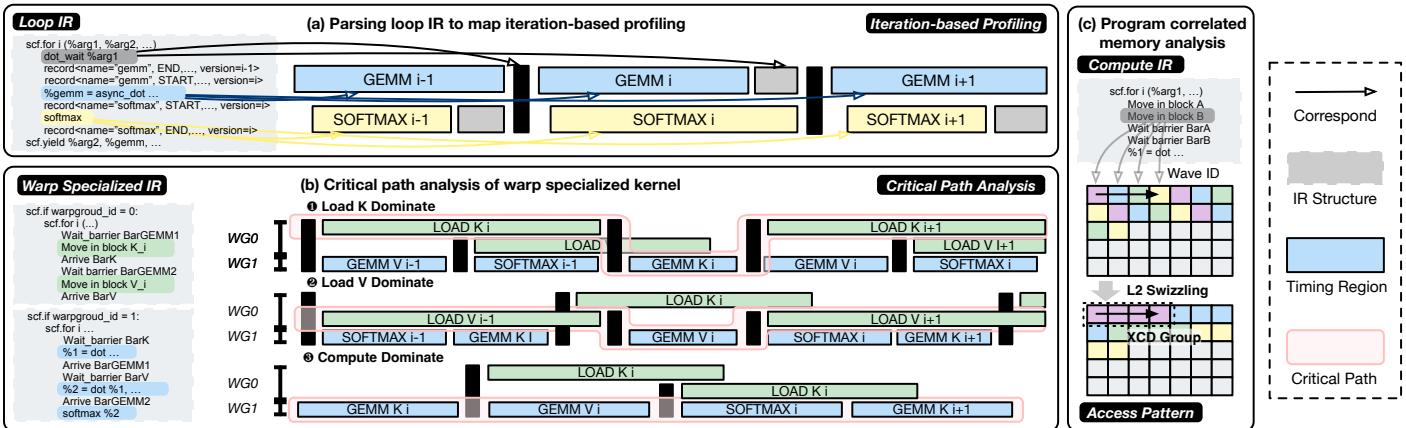 Loop IR
(a) Parsing loop IR to map iteration-based profiling
Iteration-based Profiling
scf.for i (%arg1, %arg2, …)
dot_wait %arg1
record<name="gemm", END,…, version=i-1>
record<name="gemm", START,…, version=i>
%gemm = async_dot …
record<name="softmax", START,…, version=i>
softmax
record<name="softmax", END,…, version=i>
scf.yield %arg2, %gemm, …
GEMM i-1
GEMM i
GEMM i+1
SOFTMAX i-1
SOFTMAX i
SOFTMAX i+1
Warp Specialized IR
(b) Critical path analysis of warp specialized kernel
Critical Path Analysis
scf.if warpgroud_id = 0:
scf.for i (...)
Wait_barrier BarGEMM1
Move in block K_i
Arrive BarK
Wait barrier BarGEMM2
Move in block V_i
Arrive BarV
scf.if warpgroud_id = 1:
scf.for i …
Wait_barrier BarK
%1 = dot …
Arrive BarGEMM1
Wait_barrier BarV
%2 = dot %1, …
Arrive BarGEMM2
softmax %2
❶ Load K Dominate
WG0
WG1
LOAD K i
LOAD K i+1
LOAD V
LOAD V I+1
GEMM V i-1
SOFTMAX i-1
GEMM K i
GEMM V i
SOFTMAX i
❷ Load V Dominate
WG0
WG1
LOAD K i
LOAD V i-1
LOAD V i+1
SOFTMAX i-1
GEMM K I
GEMM V i
SOFTMAX i
GEMM K i+1
❸ Compute Dominate
WG0
WG1
LOAD K i
LOAD K i
GEMM K i
GEMM V i
SOFTMAX i
GEMM K i+1
(c) Program correlated
memory analysis
Compute IR
scf.for i (%arg1, …)
Move in block A
Move in block B
Wait barrier BarA
Wait barrier BarB
%1 = dot …
Wave ID
L2 Swizzling
XCD Group
Access Pattern
Correspond
IR Structure
Timing Region
Critical Path